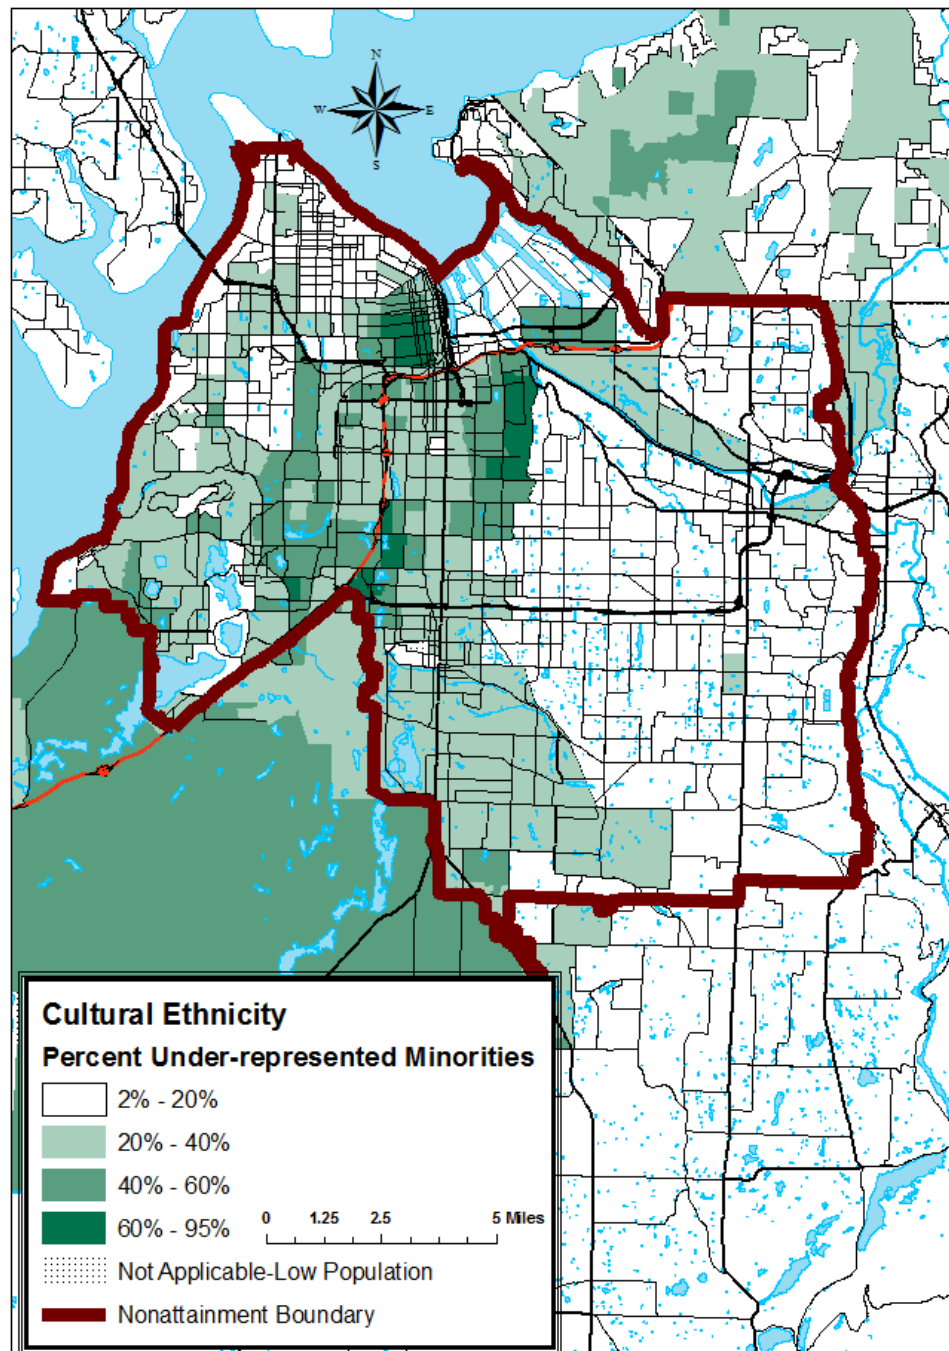 N
W E
S
Cultural Ethnicity
Percent Under-represented Minorities
2% - 20%
20% - 40%
40% - 60%
60% - 95%
0 1.25 2.5 5 Miles
Not Applicable-Low Population
Nonattainment Boundary